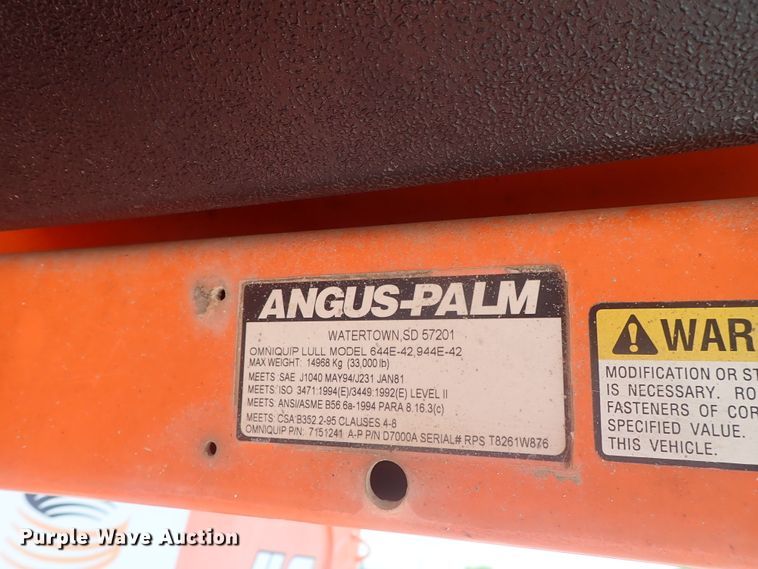 ANGUS-PALM
WATERTOWN, SD 57201
OMNIQUIP LULL MODEL 644E-42,944E-42
MAX WEIGHT: 14968 Kg (33,000 lb)
MEETS SAE J1040 MAY94/J231 JAN81
MEETS ISO 3471:1994(E)/3449:1992(E) LEVEL II
MEETS ANSI/ASME B56.6a-1994 PARA 8.16.3(c)
MEETS CSA B352.2-95 CLAUSES 4-8
OMNIQUIP P/N: 7151241 A-P P/N D7000A SERIAL# RPS T8261W876
WAR
MODIFICATION OR ST
IS NECESSARY. RO
FASTENERS OF COR
SPECIFIED VALUE.
THIS VEHICLE.
Purple Wave Auction
Purple Wave Auction